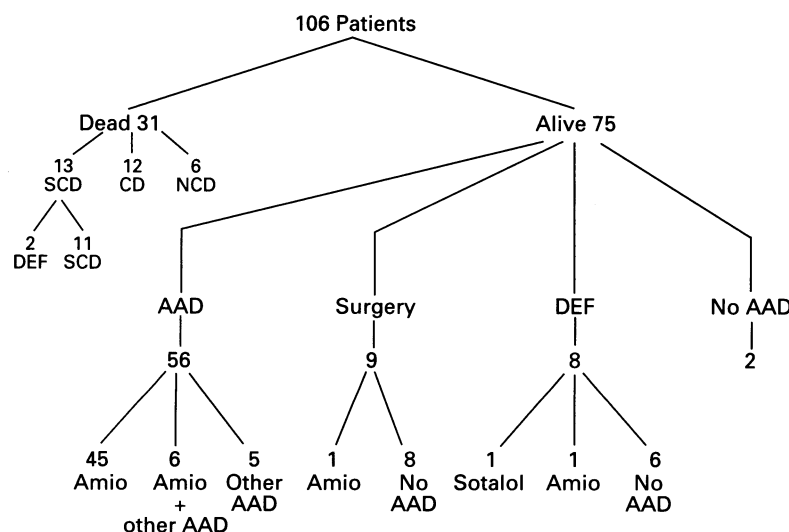 106 Patients
Dead 31
Alive 75
13 12 6
SCD CD NCD
2 11
DEF SCD
AAD Surgery DEF No AAD
56 9 8 2
45 6 5 1 8 1 1 6
Amio Amio Other Amio No Sotalol Amio No
+ AAD AAD AAD
other AAD